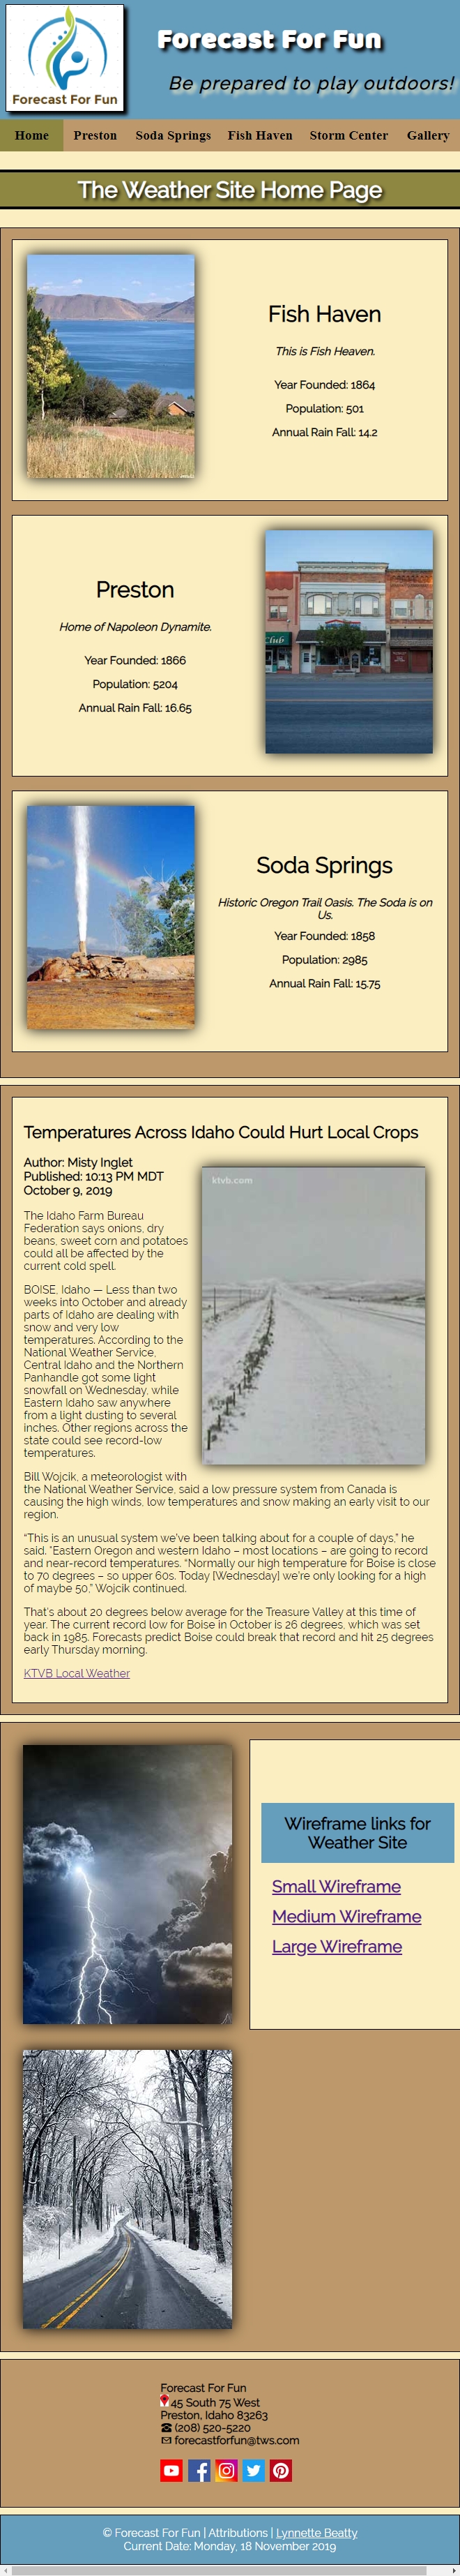 Forecast For Fun
Forecast For Fun
Be prepared to play outdoors!
Home Preston Soda Springs Fish Haven Storm Center Gallery
The Weather Site Home Page
Fish Haven
This is Fish Heaven.
Year Founded: 1864
Population: 501
Annual Rain Fall: 14.2
Preston
Home of Napoleon Dynamite.
Year Founded: 1866
Population: 5204
Annual Rain Fall: 16.65
Club
Soda Springs
Historic Oregon Trail Oasis. The Soda is on
Us.
Year Founded: 1858
Population: 2985
Annual Rain Fall: 15.75
Temperatures Across Idaho Could Hurt Local Crops
Author: Misty Inglet
Published: 10:13 PM MDT
October 9, 2019
ktvb.com
The Idaho Farm Bureau
Federation says onions, dry
beans, sweet corn and potatoes
could all be affected by the
current cold spell.
BOISE, Idaho — Less than two
weeks into October and already
parts of Idaho are dealing with
snow and very low
temperatures. According to the
National Weather Service,
Central Idaho and the Northern
Panhandle got some light
snowfall on Wednesday, while
Eastern Idaho saw anywhere
from a light dusting to several
inches. Other regions across the
state could see record-low
temperatures.
Bill Wojcik, a meteorologist with
the National Weather Service, said a low pressure system from Canada is
causing the high winds, low temperatures and snow making an early visit to our
region.
“This is an unusual system we've been talking about for a couple of days,” he
said. “Eastern Oregon and western Idaho – most locations – are going to record
and near-record temperatures. “Normally our high temperature for Boise is close
to 70 degrees – so upper 60s. Today [Wednesday] we're only looking for a high
of maybe 50,” Wojcik continued.
That's about 20 degrees below average for the Treasure Valley at this time of
year. The current record low for Boise in October is 26 degrees, which was set
back in 1985. Forecasts predict Boise could break that record and hit 25 degrees
early Thursday morning.
KTVB Local Weather
Wireframe links for
Weather Site
Small Wireframe
Medium Wireframe
Large Wireframe
Forecast For Fun
45 South 75 West
Preston, Idaho 83263
(208) 520-5220
forecastforfun@tws.com
© Forecast For Fun | Attributions | Lynnette Beatty
Current Date: Monday, 18 November 2019